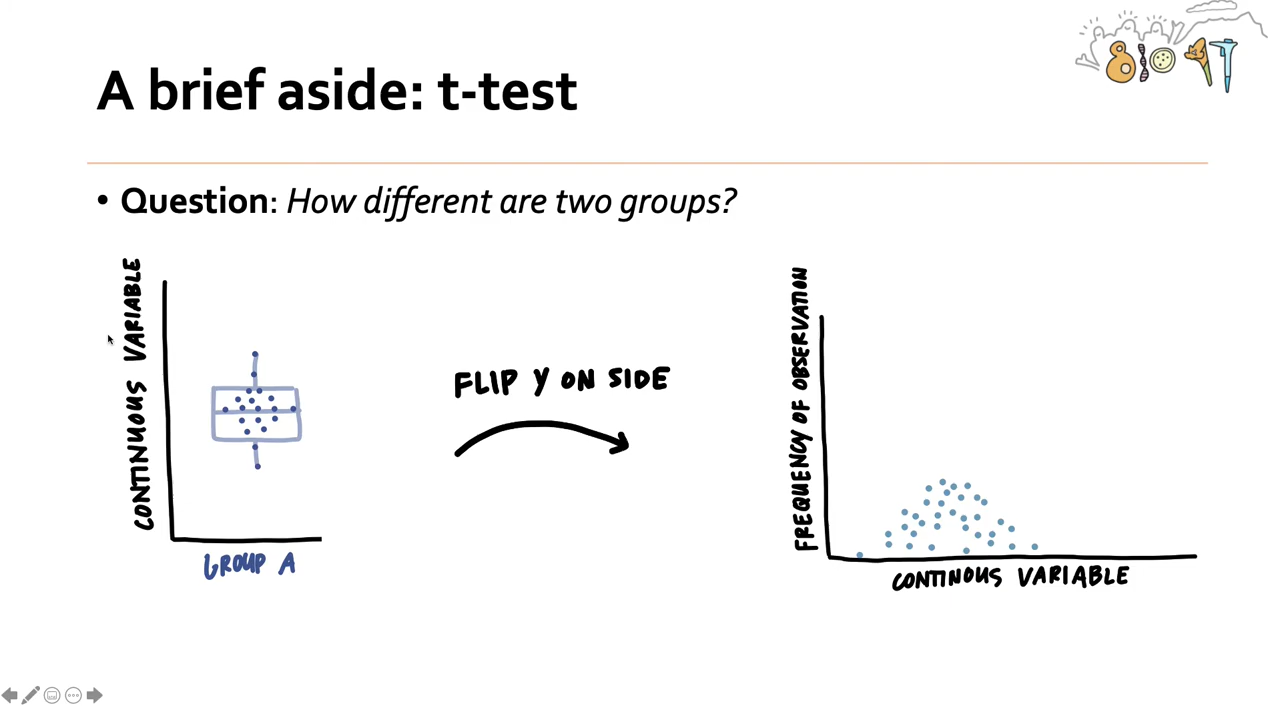 A brief aside: t-test
• Question: How different are two groups?
CONTINUOUS VARIABLE
GROUP A
FLIP Y ON SIDE
FREQUENCY OF OBSERVATION
CONTINOUS VARIABLE